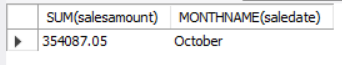 SUM(salesamount) MONTHNAME(saledate)
354087.05 October